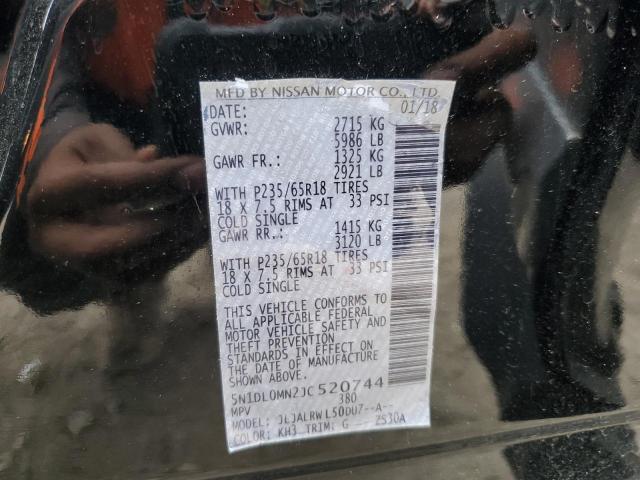 MFD BY NISSAN MOTOR CO., LTD
DATE: 01/18
GVWR: 2715 KG
5986 LB
GAWR FR.: 1325 KG
2921 LB
WITH P235/65R18 TIRES
18 X 7.5 RIMS AT 33 PSI
COLD SINGLE
GAWR RR.: 1415 KG
3120 LB
WITH P235/65R18 TIRES
18 X 7.5 RIMS AT 33 PSI
COLD SINGLE
THIS VEHICLE CONFORMS TO
ALL APPLICABLE FEDERAL
MOTOR VEHICLE SAFETY AND
THEFT PREVENTION
STANDARDS IN EFFECT ON
THE DATE OF MANUFACTURE
SHOWN ABOVE.
5N1DL0MN2JC520744
MPV 380
MODEL: JLJALRWL50DU7--A--
COLOR: KH3 TRIM: G ZS30A